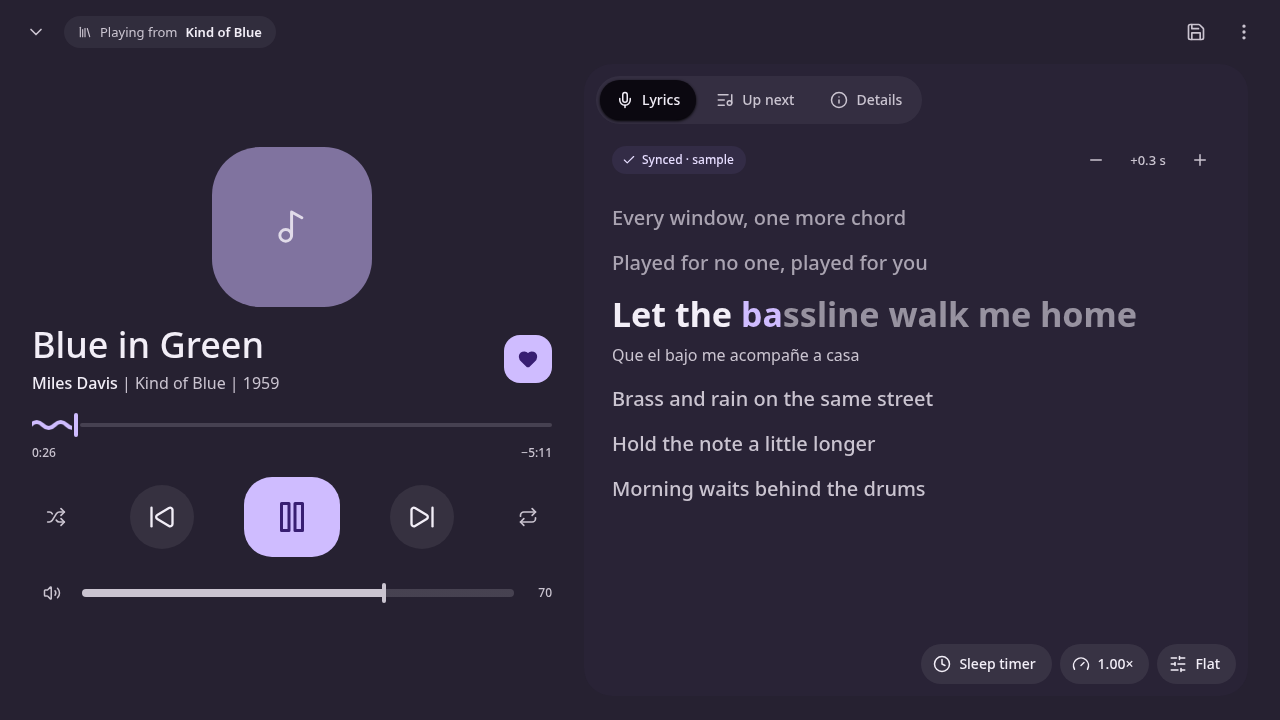 Playing from Kind of Blue
Blue in Green
Miles Davis | Kind of Blue | 1959
0:26
−5:11
70
Lyrics
Up next
Details
Synced · sample
+0.3 s
Every window, one more chord
Played for no one, played for you
Let the bassline walk me home
Que el bajo me acompañe a casa
Brass and rain on the same street
Hold the note a little longer
Morning waits behind the drums
Sleep timer
1.00×
Flat